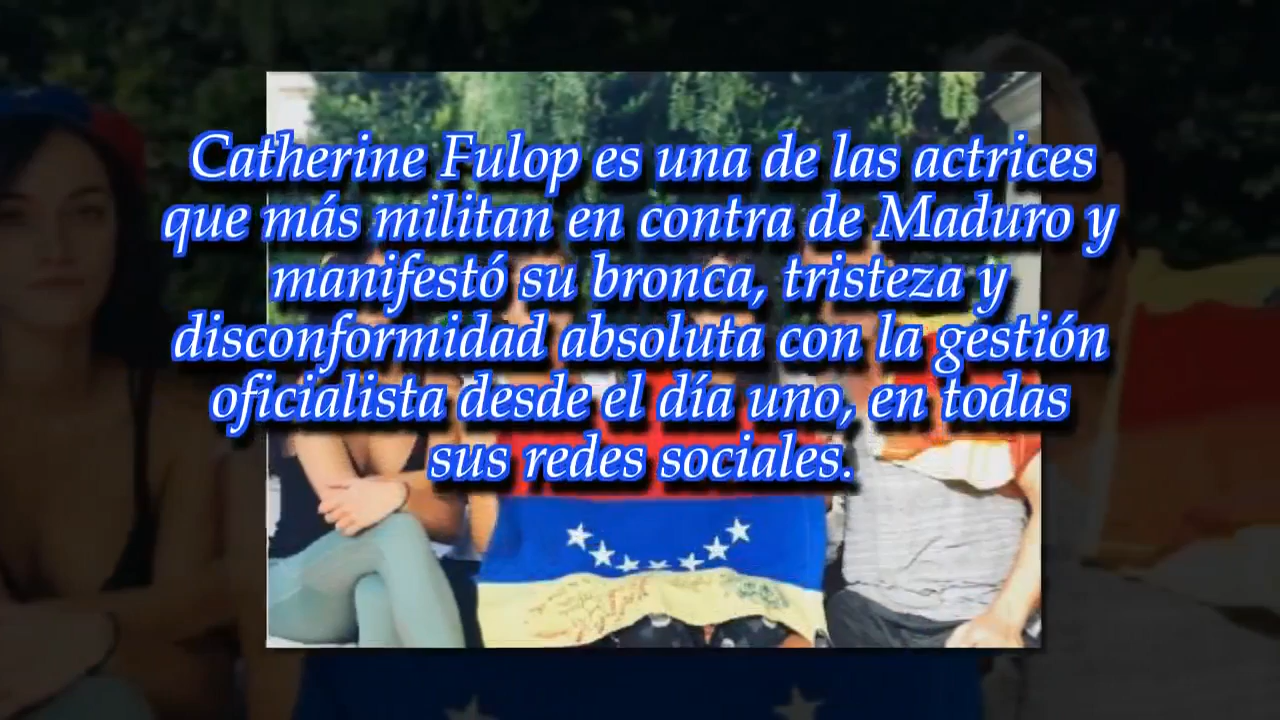 Catherine Fulop es una de las actrices
que más militan en contra de Maduro y
manifestó su bronca, tristeza y
disconformidad absoluta con la gestión
oficialista desde el día uno, en todas
sus redes sociales.